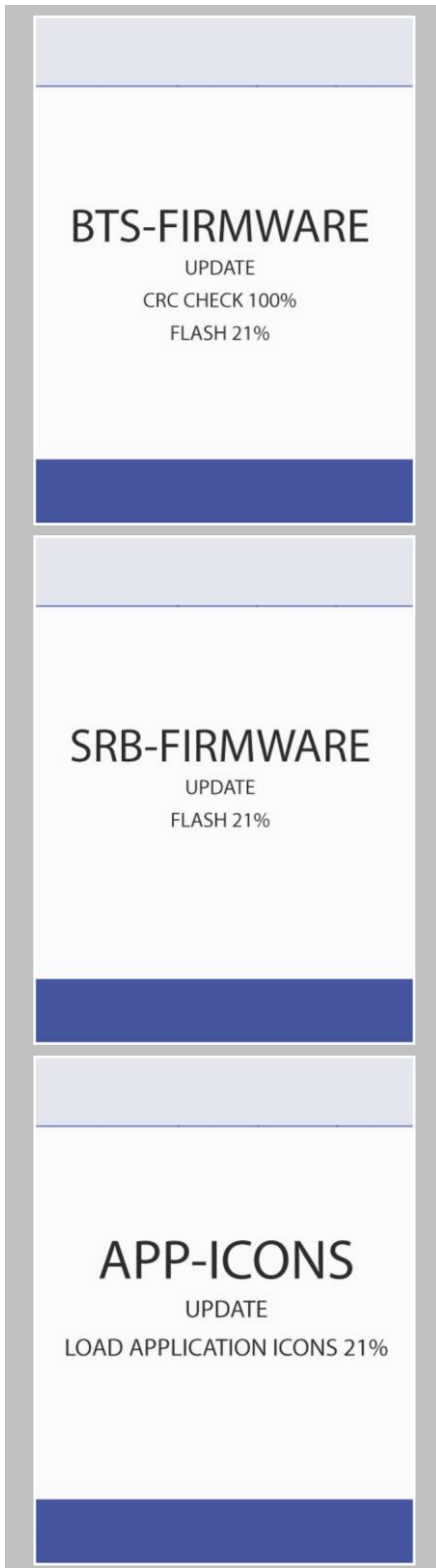 BTS-FIRMWARE
UPDATE
CRC CHECK 100%
FLASH 21%
SRB-FIRMWARE
UPDATE
FLASH 21%
APP-ICONS
UPDATE
LOAD APPLICATION ICONS 21%